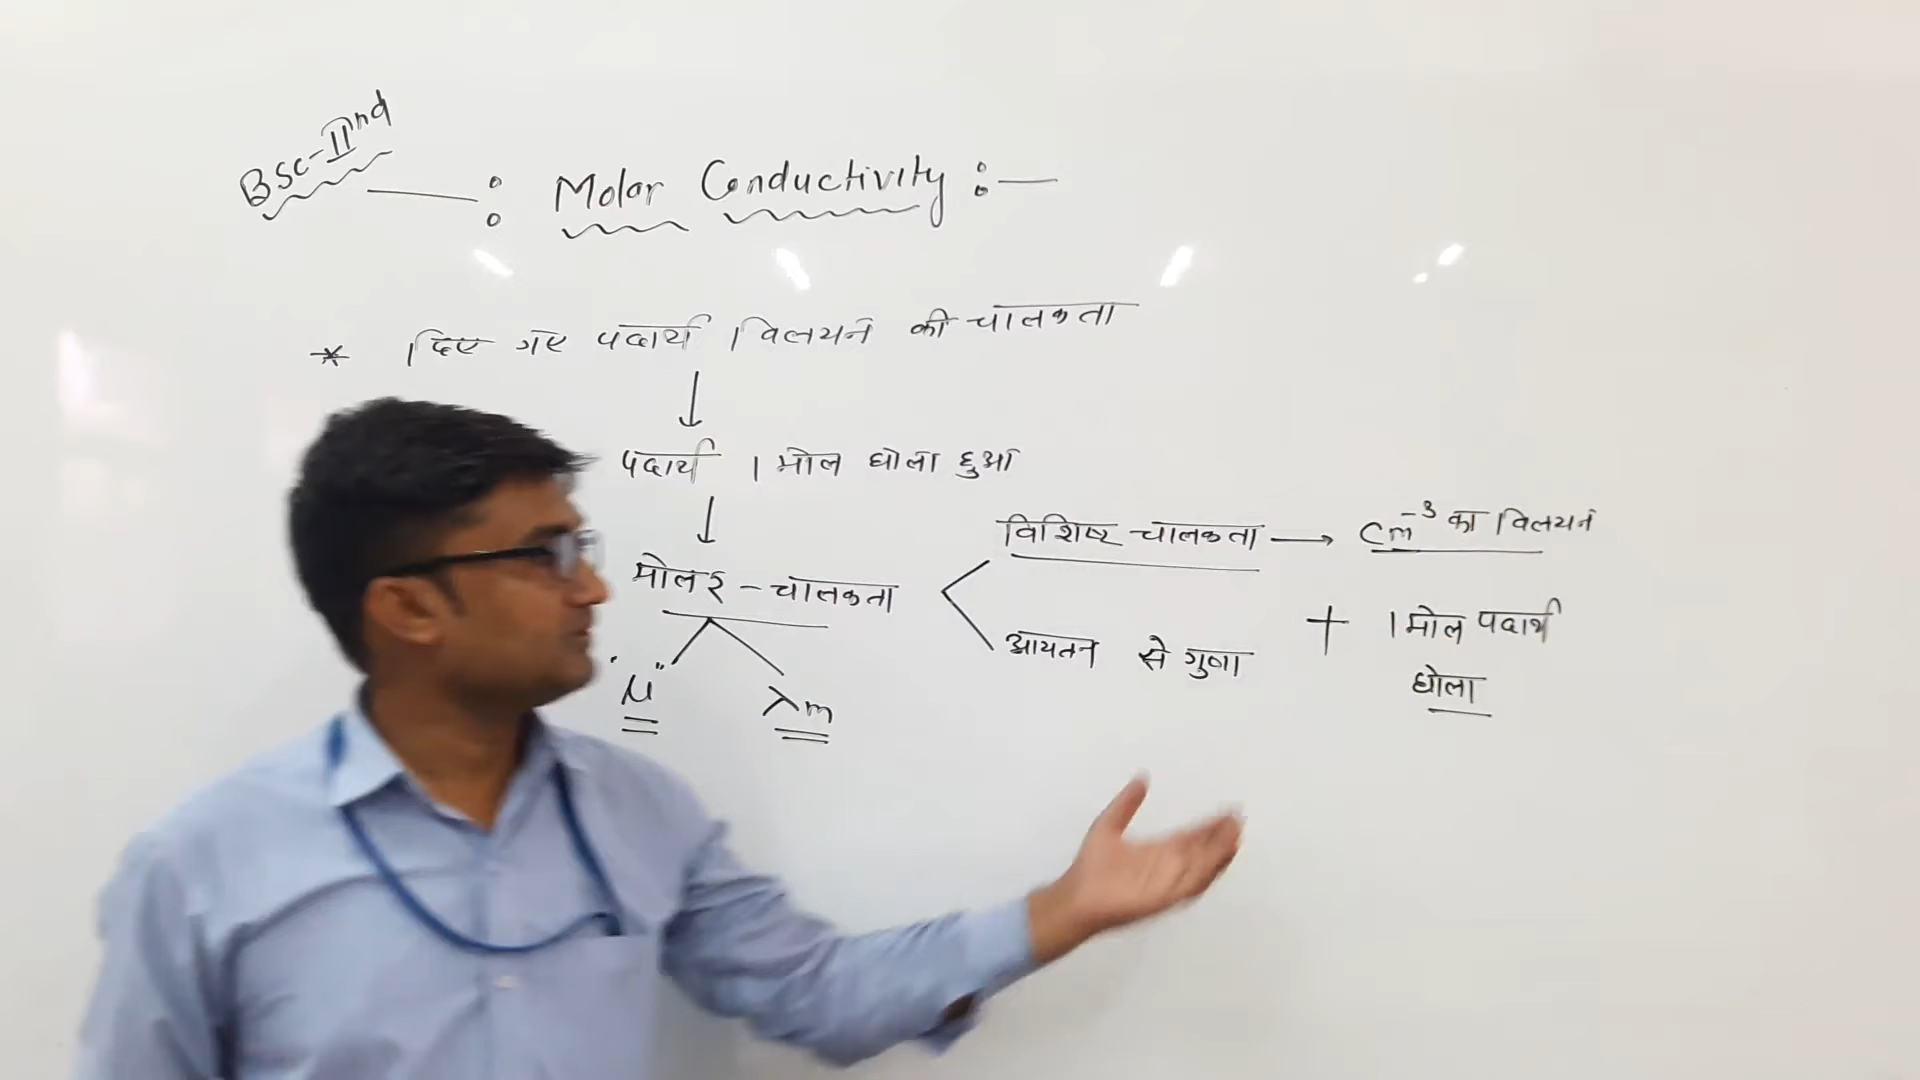 Bsc-IInd
Molar Conductivity :—
* दिए गए पदार्थ विलयन की चालकता
पदार्थ 1 मोल घोला हुआ
मोलर - चालकता
"μ"
λm
विशिष्ट चालकता → Cm⁻³ का विलयन
आयतन से गुणा
+ 1 मोल पदार्थ
घोला